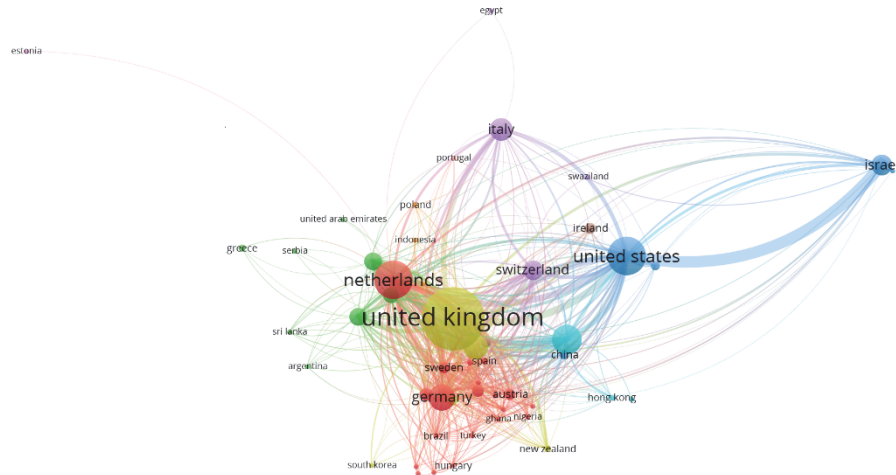 egypt
estonia
italy
portugal
israe
swaziland
poland
united arab emirates
ireland
indonesia
greece
serbia
united states
switzerland
netherlands
united kingdom
sri lanka
china
spain
argentina
sweden
austria
germany
hong kong
ghana
nigeria
brazil
turkey
new zealand
south korea
hungary